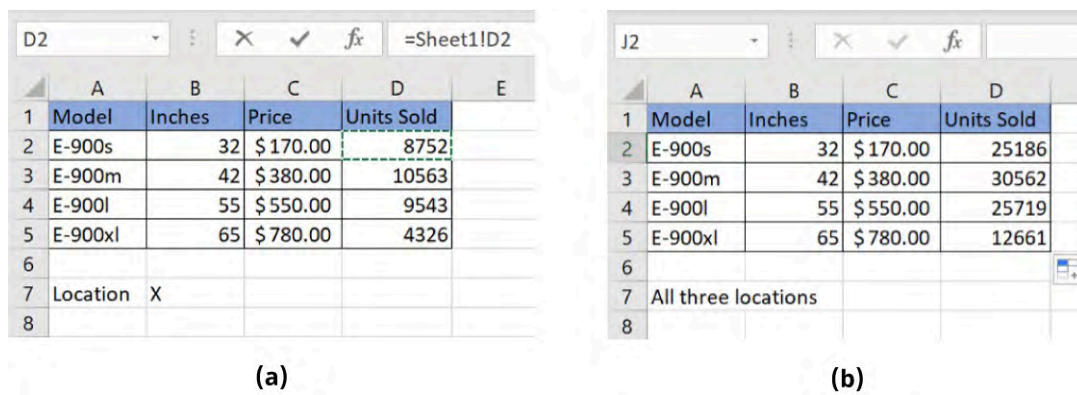 D2 fx =Sheet1!D2
A B C D E
1 Model Inches Price Units Sold
2 E-900s 32 $170.00 8752
3 E-900m 42 $380.00 10563
4 E-900l 55 $550.00 9543
5 E-900xl 65 $780.00 4326
6
7 Location X
8
(a)
J2 fx
A B C D
1 Model Inches Price Units Sold
2 E-900s 32 $170.00 25186
3 E-900m 42 $380.00 30562
4 E-900l 55 $550.00 25719
5 E-900xl 65 $780.00 12661
6
7 All three locations
8
(b)